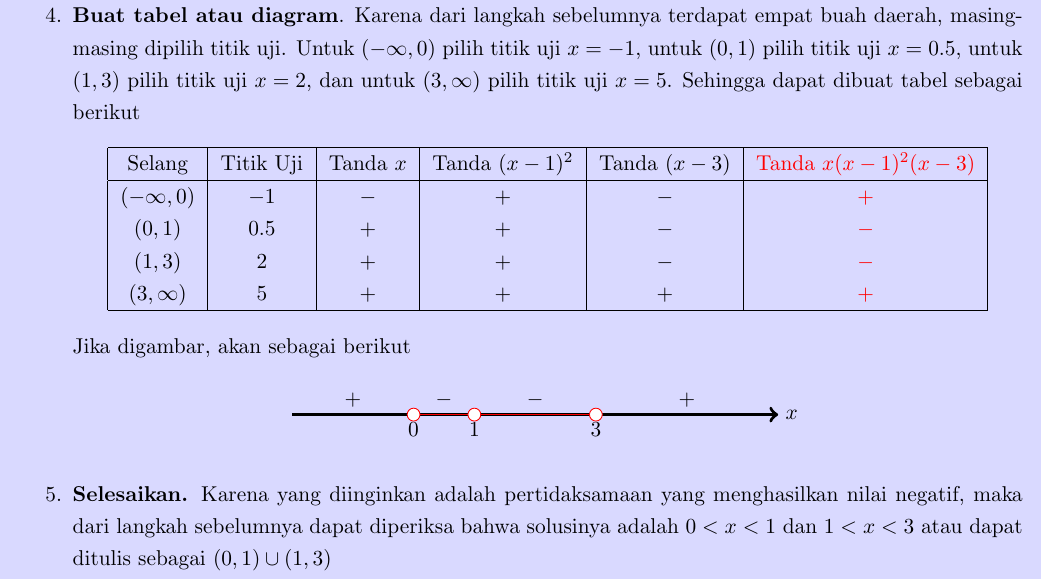 4. Buat tabel atau diagram. Karena dari langkah sebelumnya terdapat empat buah daerah, masing-
masing dipilih titik uji. Untuk (−∞, 0) pilih titik uji x = −1, untuk (0, 1) pilih titik uji x = 0.5, untuk
(1, 3) pilih titik uji x = 2, dan untuk (3, ∞) pilih titik uji x = 5. Sehingga dapat dibuat tabel sebagai
berikut
Selang Titik Uji Tanda x Tanda (x − 1)² Tanda (x − 3) Tanda x(x − 1)²(x − 3)
(−∞, 0) −1 − + − +
(0, 1) 0.5 + + − −
(1, 3) 2 + + − −
(3, ∞) 5 + + + +
Jika digambar, akan sebagai berikut
+ − − +
x
0 1 3
5. Selesaikan. Karena yang diinginkan adalah pertidaksamaan yang menghasilkan nilai negatif, maka
dari langkah sebelumnya dapat diperiksa bahwa solusinya adalah 0 < x < 1 dan 1 < x < 3 atau dapat
ditulis sebagai (0, 1) ∪ (1, 3)